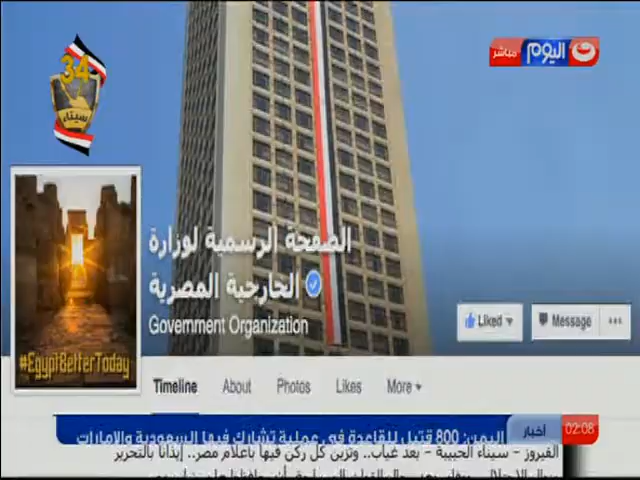 34
سيناء
مباشر
اليوم
الصفحة الرسمية لوزارة
الخارجية المصرية
Government Organization
Liked
Message
#EgyptBetterToday
Timeline
About
Photos
Likes
More
اليمن: 800 قتيل للقاعدة في عملية تشارك فيها السعودية والامارات
أخبار
02:08
الفيروز – سيناء الحبيبة – بعد غياب.. وتزين كل ركن فيها بأعلام مصر.. إيذاناً بالتحرير